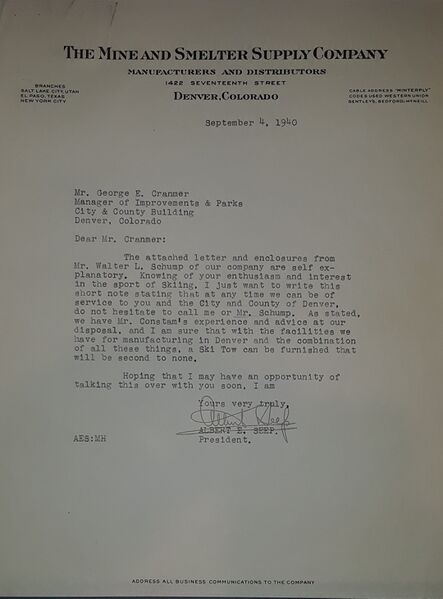 THE MINE AND SMELTER SUPPLY COMPANY
MANUFACTURERS AND DISTRIBUTORS
1422 SEVENTEENTH STREET
DENVER, COLORADO
BRANCHES
SALT LAKE CITY, UTAH
EL PASO, TEXAS
NEW YORK CITY
CABLE ADDRESS "WINTERFLY"
CODES USED WESTERN UNION
BENTLEY'S, BEDFORD-MCNEILL
September 4, 1940
Mr. George E. Cranmer
Manager of Improvements & Parks
City & County Building
Denver, Colorado
Dear Mr. Cranmer:
The attached letter and enclosures from
Mr. Walter L. Schump of our company are self ex-
planatory. Knowing of your enthusiasm and interest
in the sport of Skiing, I just want to write this
short note stating that at any time we can be of
service to you and the City and County of Denver,
do not hesitate to call me or Mr. Schump. As stated,
we have Mr. Constam's experience and advice at our
disposal, and I am sure that with the facilities we
have for manufacturing in Denver and the combination
of all these things, a Ski Tow can be furnished that
will be second to none.
Hoping that I may have an opportunity of
talking this over with you soon, I am
Yours very truly,
Albert Seep
ALBERT E. SEEP.
AES:MH President.
ADDRESS ALL BUSINESS COMMUNICATIONS TO THE COMPANY